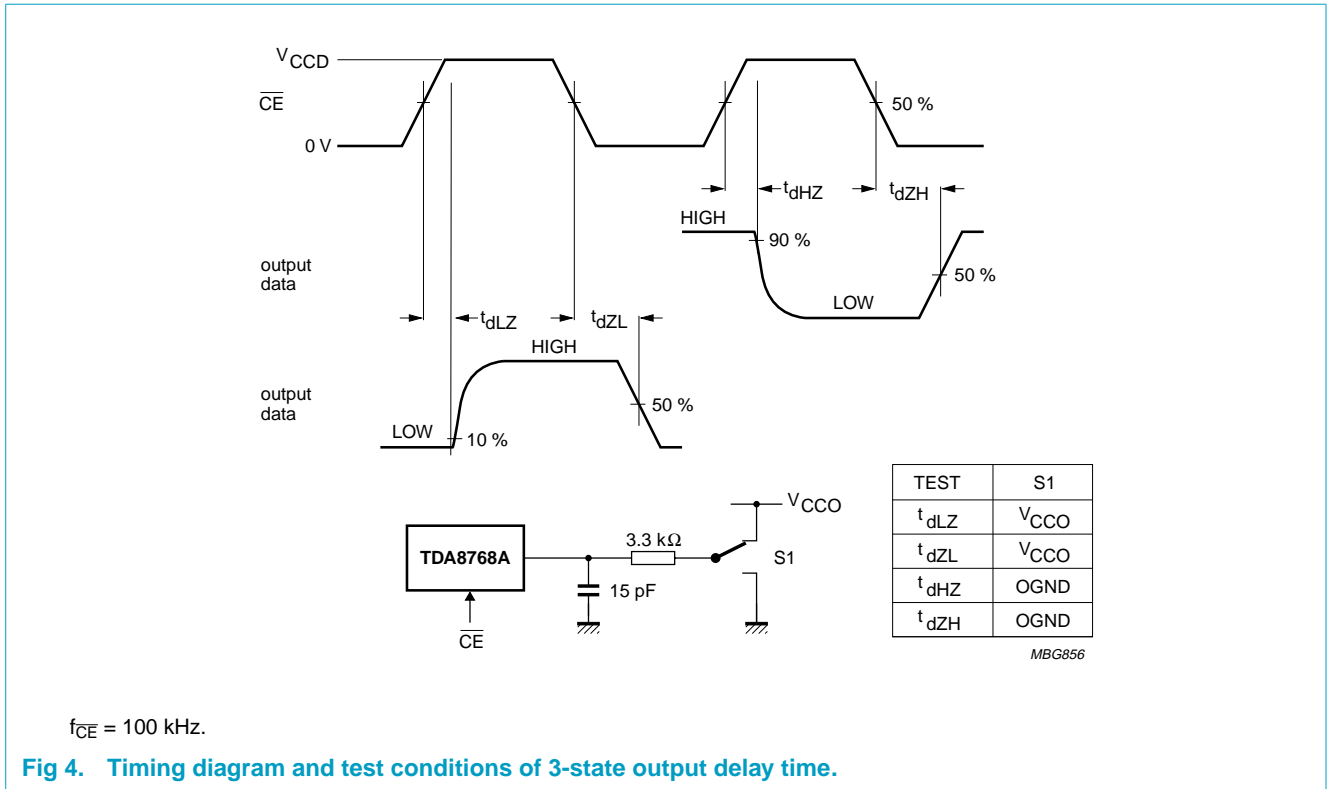 VCCD
CE
0 V
50 %
tdHZ
tdZH
HIGH
90 %
output
data
50 %
LOW
tdLZ
tdZL
HIGH
output
data
50 %
LOW
10 %
VCCO
TDA8768A
3.3 kΩ
S1
15 pF
CE
TEST S1
tdLZ VCCO
tdZL VCCO
tdHZ OGND
tdZH OGND
MBG856
fCE = 100 kHz.
Fig 4. Timing diagram and test conditions of 3-state output delay time.